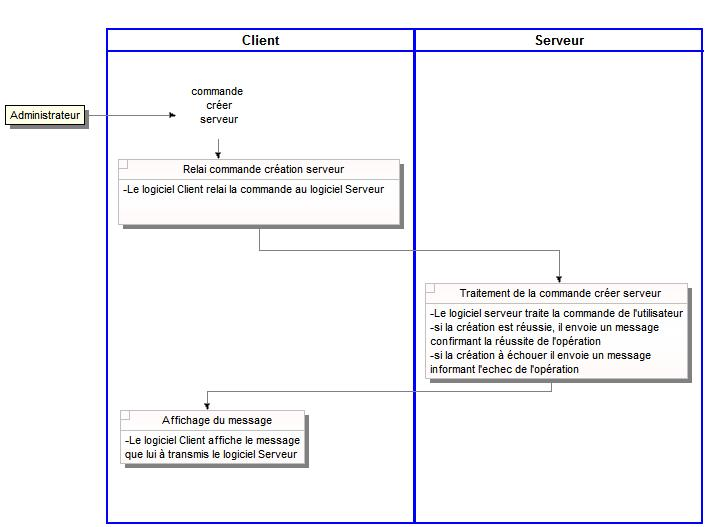 Client
Serveur
commande
créer
serveur
Administrateur
Relai commande création serveur
-Le logiciel Client relai la commande au logiciel Serveur
Traitement de la commande créer serveur
-Le logiciel serveur traite la commande de l'utilisateur
-si la création est réussie, il envoie un message
confirmant la réussite de l'opération
-si la création à échouer il envoie un message
informant l'echec de l'opération
Affichage du message
-Le logiciel Client affiche le message
que lui à transmis le logiciel Serveur